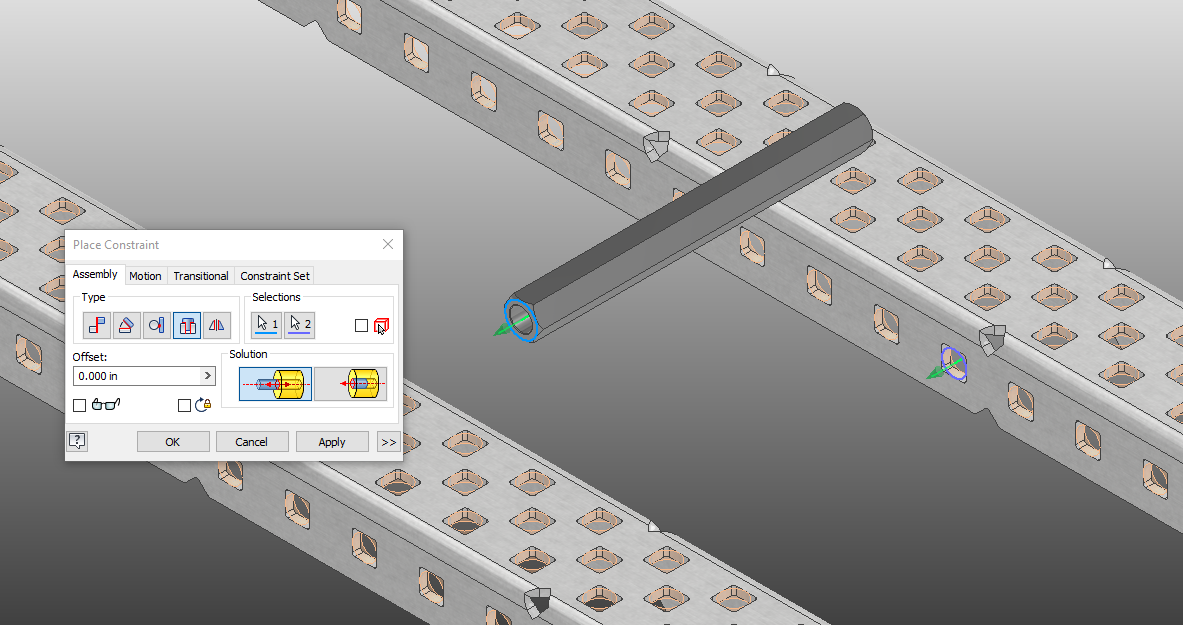 Place Constraint
Assembly Motion Transitional Constraint Set
Type
Selections
1 2
Offset:
0.000 in >
Solution
? OK Cancel Apply >>